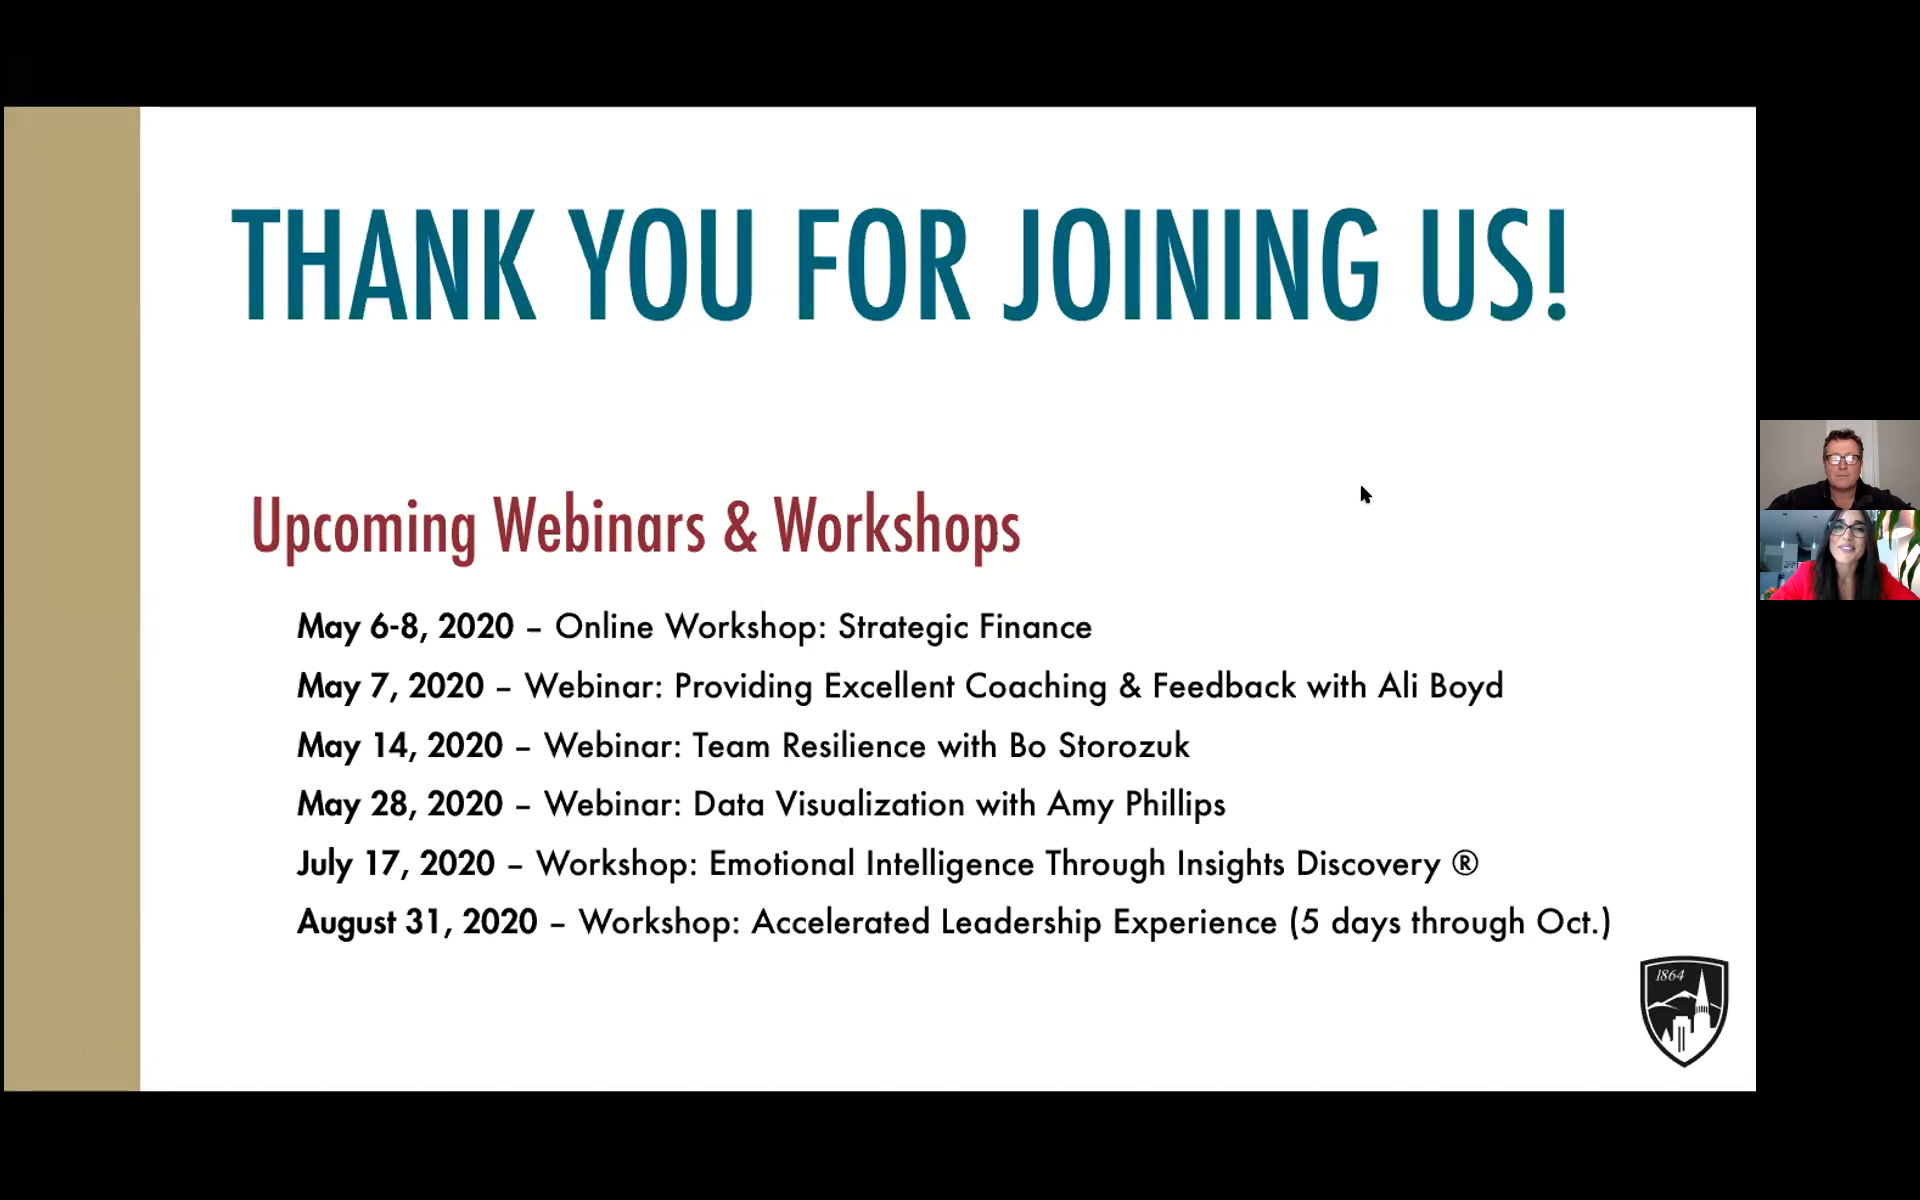 THANK YOU FOR JOINING US!
Upcoming Webinars & Workshops
May 6-8, 2020 – Online Workshop: Strategic Finance
May 7, 2020 – Webinar: Providing Excellent Coaching & Feedback with Ali Boyd
May 14, 2020 – Webinar: Team Resilience with Bo Storozuk
May 28, 2020 – Webinar: Data Visualization with Amy Phillips
July 17, 2020 – Workshop: Emotional Intelligence Through Insights Discovery ®
August 31, 2020 – Workshop: Accelerated Leadership Experience (5 days through Oct.)
1864